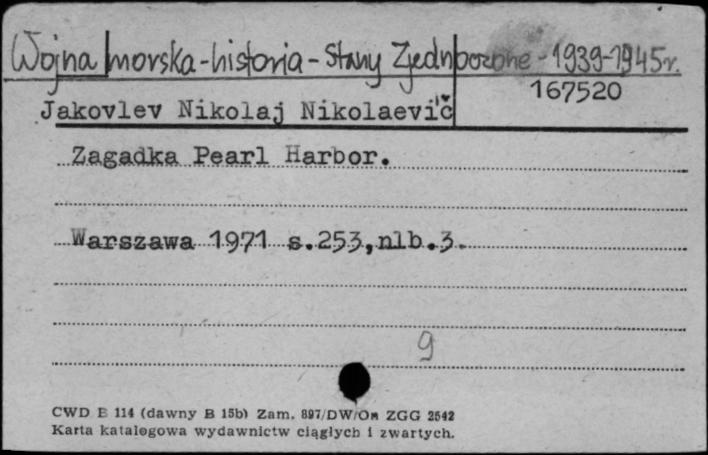 Wojna morska - historia - Stany Zjednoczone - 1939-1945r.
167520
Jakovlev Nikolaj Nikolaevič
Zagadka Pearl Harbor.
Warszawa 1971 s.253,nlb.3.
9
CWD B 114 (dawny B 15b) Zam. 897/DW/Om ZGG 2542
Karta katalogowa wydawnictw ciągłych i zwartych.